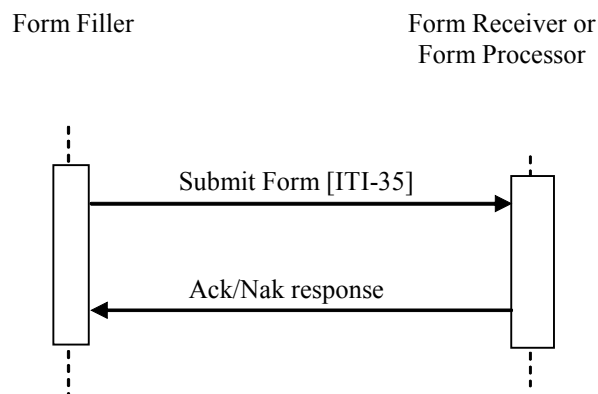 Form Filler
Form Receiver or
Form Processor
Submit Form [ITI-35]
Ack/Nak response